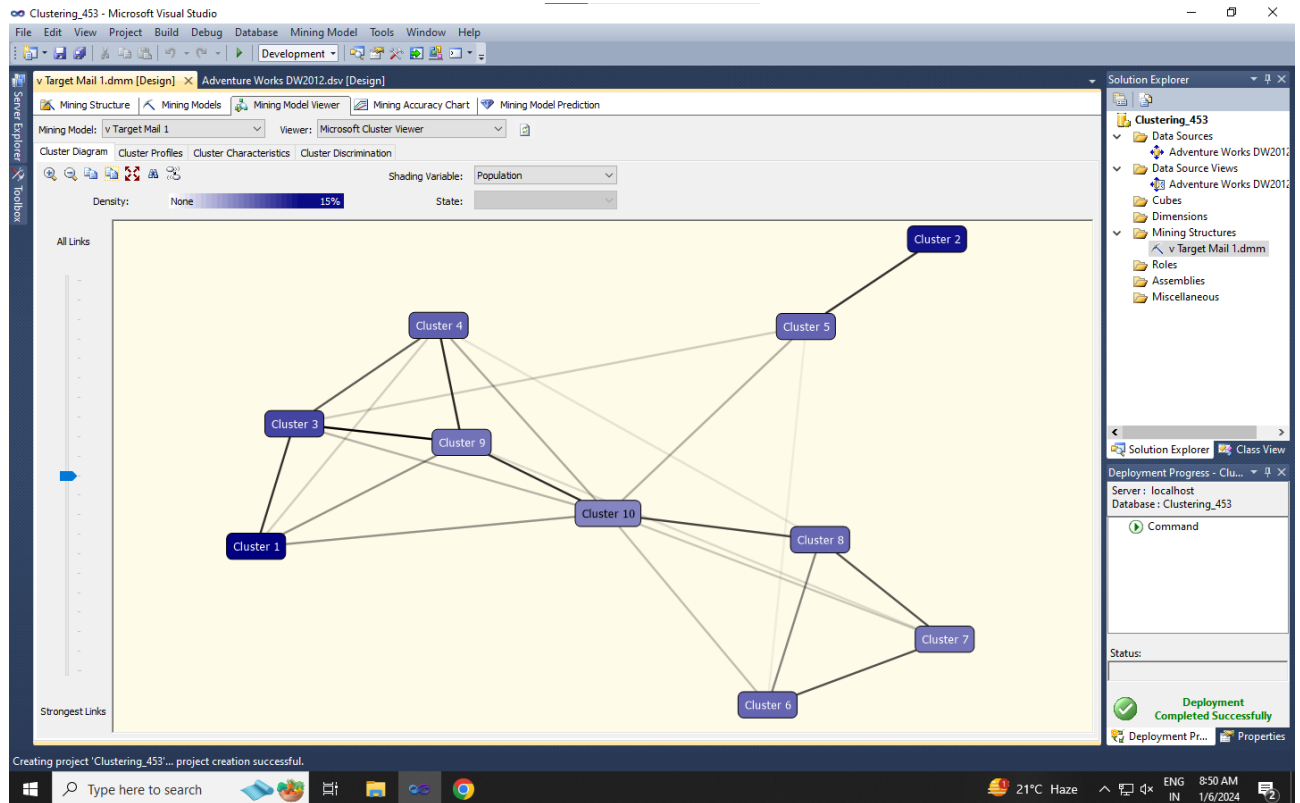 Clustering_453 - Microsoft Visual Studio
File Edit View Project Build Debug Database Mining Model Tools Window Help
Development
v Target Mail 1.dmm [Design] Adventure Works DW2012.dsv [Design]
Mining Structure Mining Models Mining Model Viewer Mining Accuracy Chart Mining Model Prediction
Mining Model: v Target Mail 1 Viewer: Microsoft Cluster Viewer
Cluster Diagram Cluster Profiles Cluster Characteristics Cluster Discrimination
Shading Variable: Population
Density: None 15% State:
All Links
Strongest Links
Cluster 2
Cluster 4
Cluster 5
Cluster 3
Cluster 9
Cluster 10
Cluster 1
Cluster 8
Cluster 7
Cluster 6
Server Explorer
Toolbox
Solution Explorer
Clustering_453
Data Sources
Adventure Works DW2012
Data Source Views
Adventure Works DW2012
Cubes
Dimensions
Mining Structures
v Target Mail 1.dmm
Roles
Assemblies
Miscellaneous
Solution Explorer Class View
Deployment Progress - Clu...
Server : localhost
Database : Clustering_453
Command
Status:
Deployment
Completed Successfully
Deployment Pr... Properties
Creating project 'Clustering_453'... project creation successful.
Type here to search
21°C Haze
ENG
IN
8:50 AM
1/6/2024